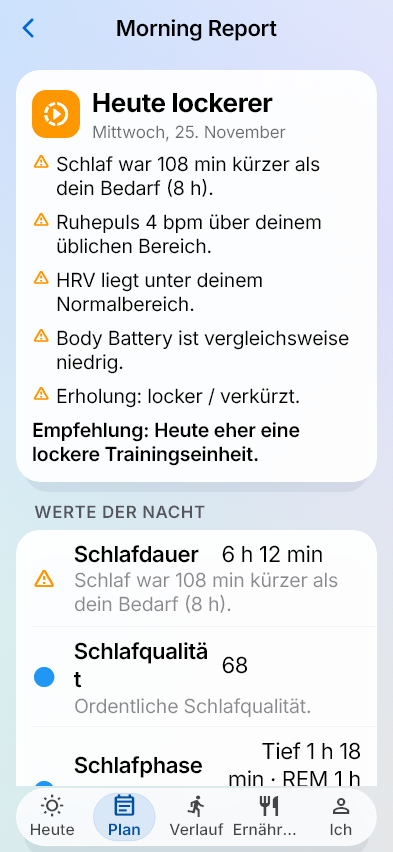 Morning Report
Heute lockerer
Mittwoch, 25. November
Schlaf war 108 min kürzer als
dein Bedarf (8 h).
Ruhepuls 4 bpm über deinem
üblichen Bereich.
HRV liegt unter deinem
Normalbereich.
Body Battery ist vergleichsweise
niedrig.
Erholung: locker / verkürzt.
Empfehlung: Heute eher eine
lockere Trainingseinheit.
WERTE DER NACHT
Schlafdauer 6 h 12 min
Schlaf war 108 min kürzer als
dein Bedarf (8 h).
Schlafqualitä
t
68
Ordentliche Schlafqualität.
Schlafphase
Tief 1 h 18
min · REM 1 h
Heute Plan Verlauf Ernähr... Ich